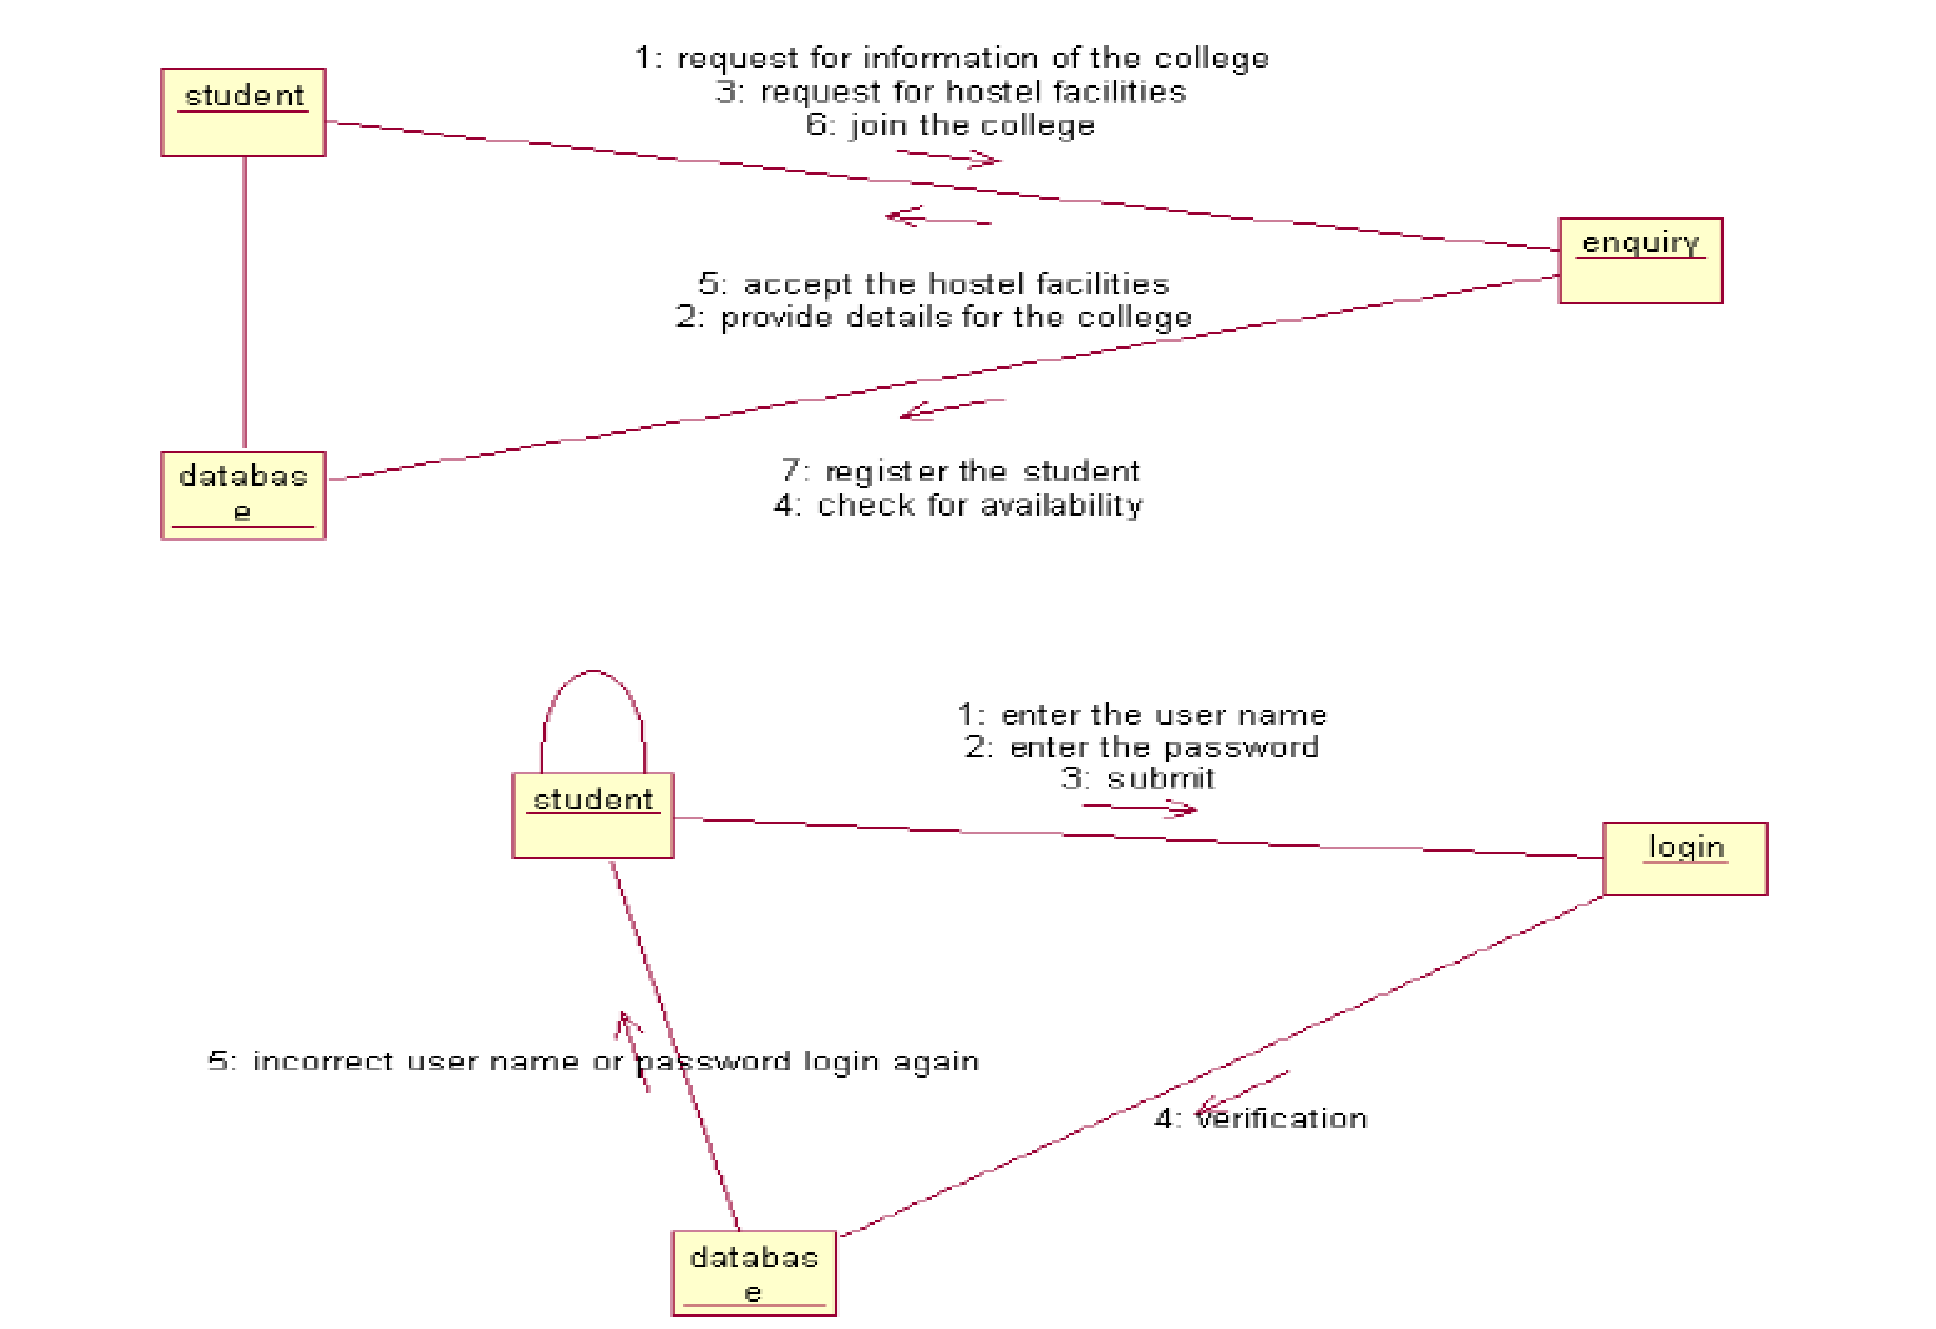 1: request for information of the college
3: request for hostel facilities
6: join the college
student
enquiry
5: accept the hostel facilities
2: provide details for the college
databas
e
7: register the student
4: check for availability
1: enter the user name
2: enter the password
3: submit
student
login
5: incorrect user name or password login again
4: verification
databas
e